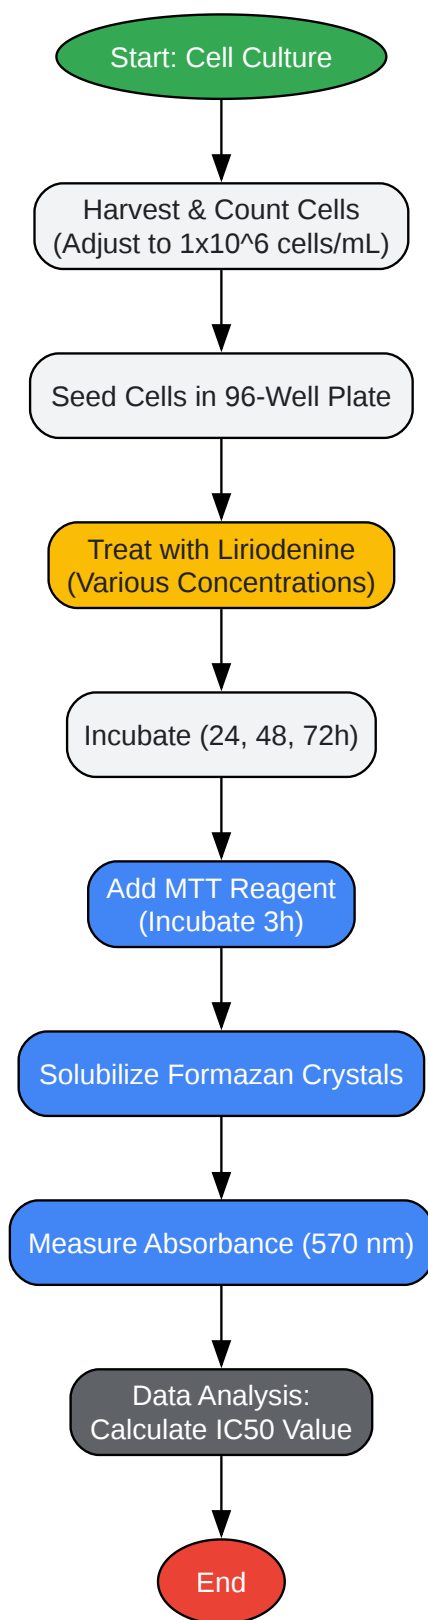 Start: Cell Culture
Harvest & Count Cells
(Adjust to 1x10^6 cells/mL)
Seed Cells in 96-Well Plate
Treat with Liriodenine
(Various Concentrations)
Incubate (24, 48, 72h)
Add MTT Reagent
(Incubate 3h)
Solubilize Formazan Crystals
Measure Absorbance (570 nm)
Data Analysis:
Calculate IC50 Value
End